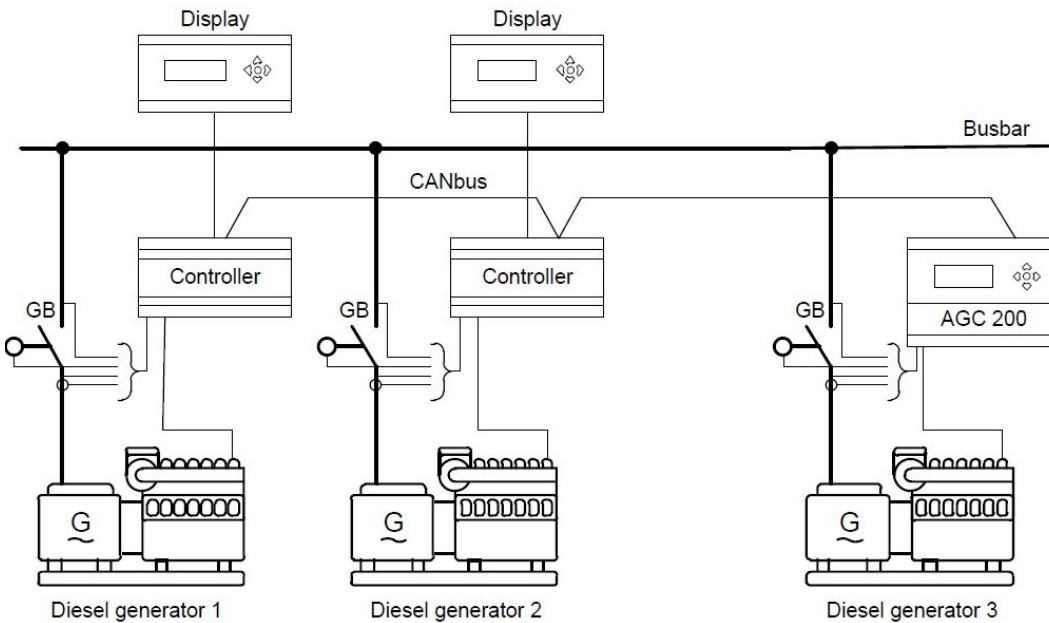 Display
Display
Busbar
CANbus
Controller
Controller
GB
GB
GB
AGC 200
G
G
G
Diesel generator 1
Diesel generator 2
Diesel generator 3